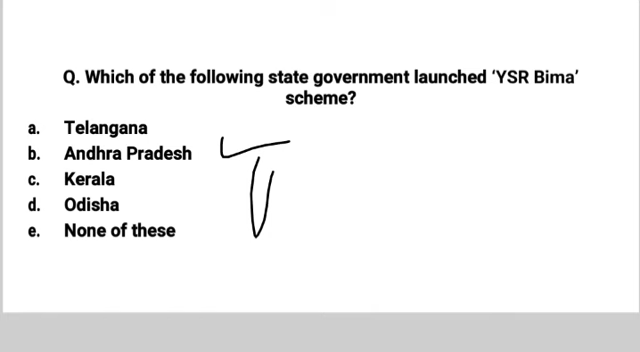 Q. Which of the following state government launched ‘YSR Bima’
scheme?
a. Telangana
b. Andhra Pradesh
c. Kerala
d. Odisha
e. None of these